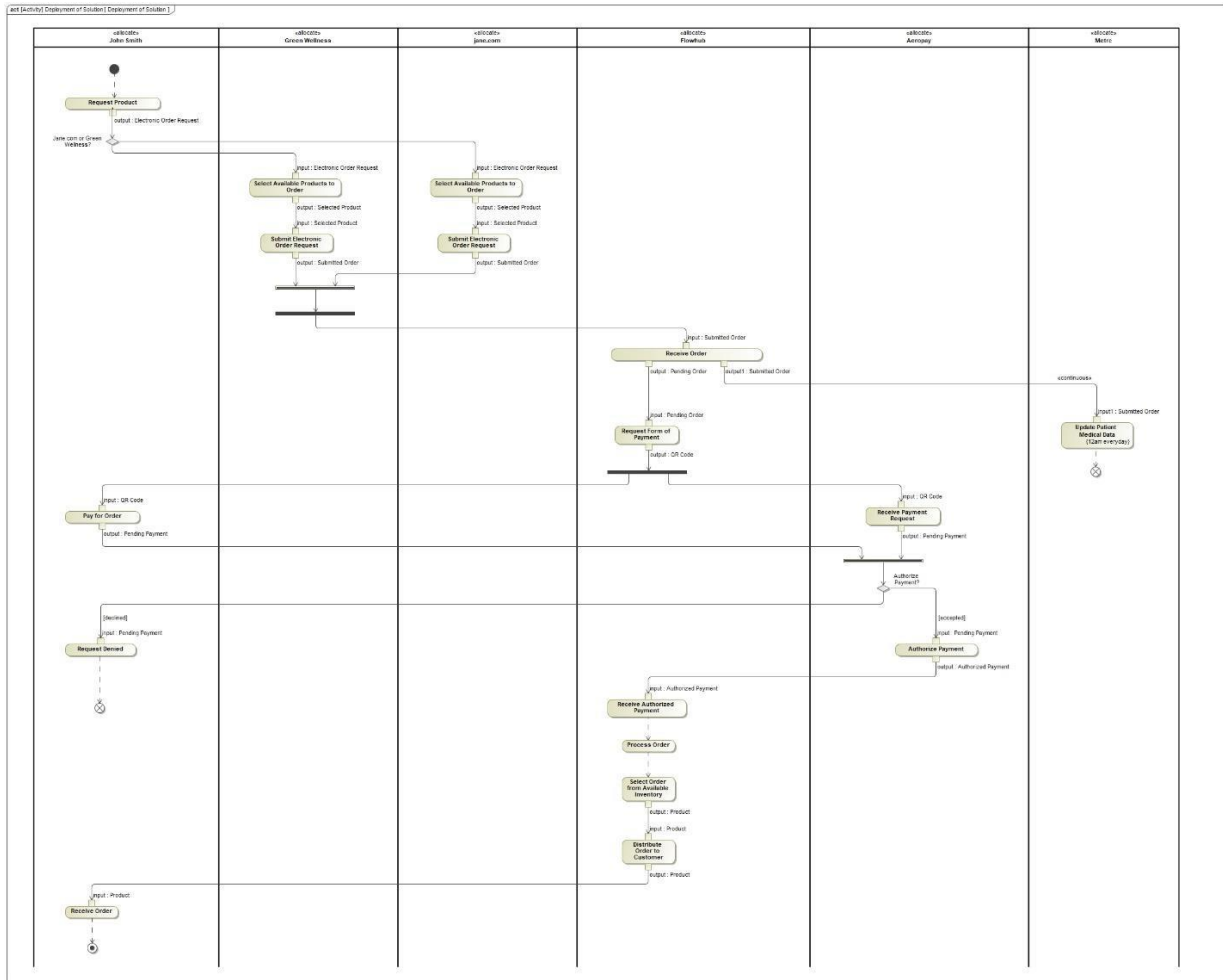 act [Activity] Deployment of Solution [ Deployment of Solution ]
«allocate»
John Smith
«allocate»
Green Wellness
«allocate»
jane.com
«allocate»
Flowhub
«allocate»
Aeropay
«allocate»
Metrc
Request Product
output : Electronic Order Request
Jane.com or Green
Wellness?
input : Electronic Order Request
input : Electronic Order Request
Select Available Products to
Order
Select Available Products to
Order
output : Selected Product
output : Selected Product
input : Selected Product
input : Selected Product
Submit Electronic
Order Request
Submit Electronic
Order Request
output : Submitted Order
output : Submitted Order
input : Submitted Order
Receive Order
output : Pending Order
output1 : Submitted Order
«continuous»
input : Pending Order
input1 : Submitted Order
Request Form of
Payment
Update Patient
Medical Data
(12am everyday)
output : QR Code
input : QR Code
input : QR Code
Pay for Order
Receive Payment
Request
output : Pending Payment
output : Pending Payment
Authorize
Payment?
[declined]
[accepted]
input : Pending Payment
input : Pending Payment
Request Denied
Authorize Payment
output : Authorized Payment
input : Authorized Payment
Receive Authorized
Payment
Process Order
Select Order
from Available
Inventory
output : Product
input : Product
Distribute
Order to
Customer
output : Product
input : Product
Receive Order